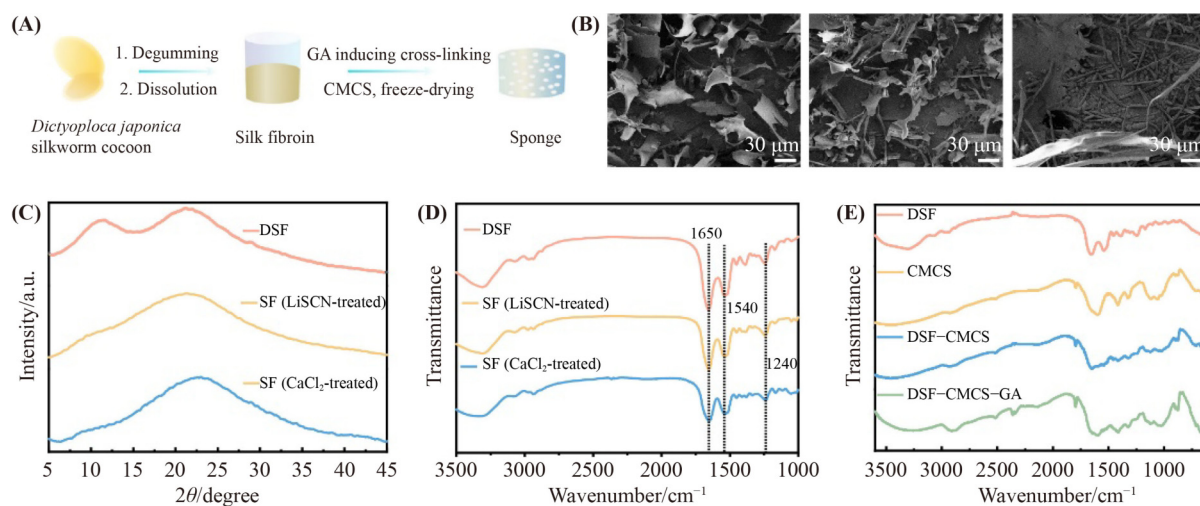 (A)
1. Degumming
2. Dissolution
GA inducing cross-linking
CMCS, freeze-drying
Dictyoploca japonica
silkworm cocoon
Silk fibroin
Sponge
(B)
30 μm
30 μm
30 μm
(C)
DSF
SF (LiSCN-treated)
SF (CaCl₂-treated)
Intensity/a.u.
5 10 15 20 25 30 35 40 45
2θ/degree
(D)
DSF
1650
SF (LiSCN-treated)
1540
SF (CaCl₂-treated)
1240
Transmittance
3500 3000 2500 2000 1500 1000
Wavenumber/cm⁻¹
(E)
DSF
CMCS
DSF−CMCS
DSF−CMCS−GA
Transmittance
3500 3000 2500 2000 1500 1000
Wavenumber/cm⁻¹